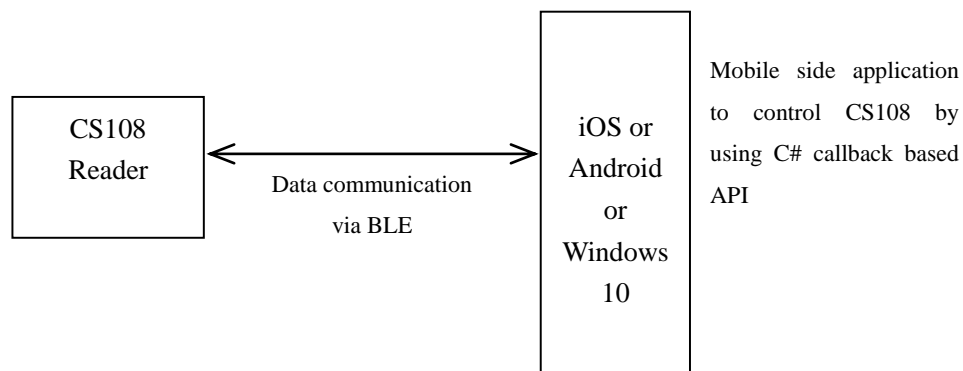 CS108
Reader
Data communication
via BLE
iOS or
Android
or
Windows
10
Mobile side application
to control CS108 by
using C# callback based
API